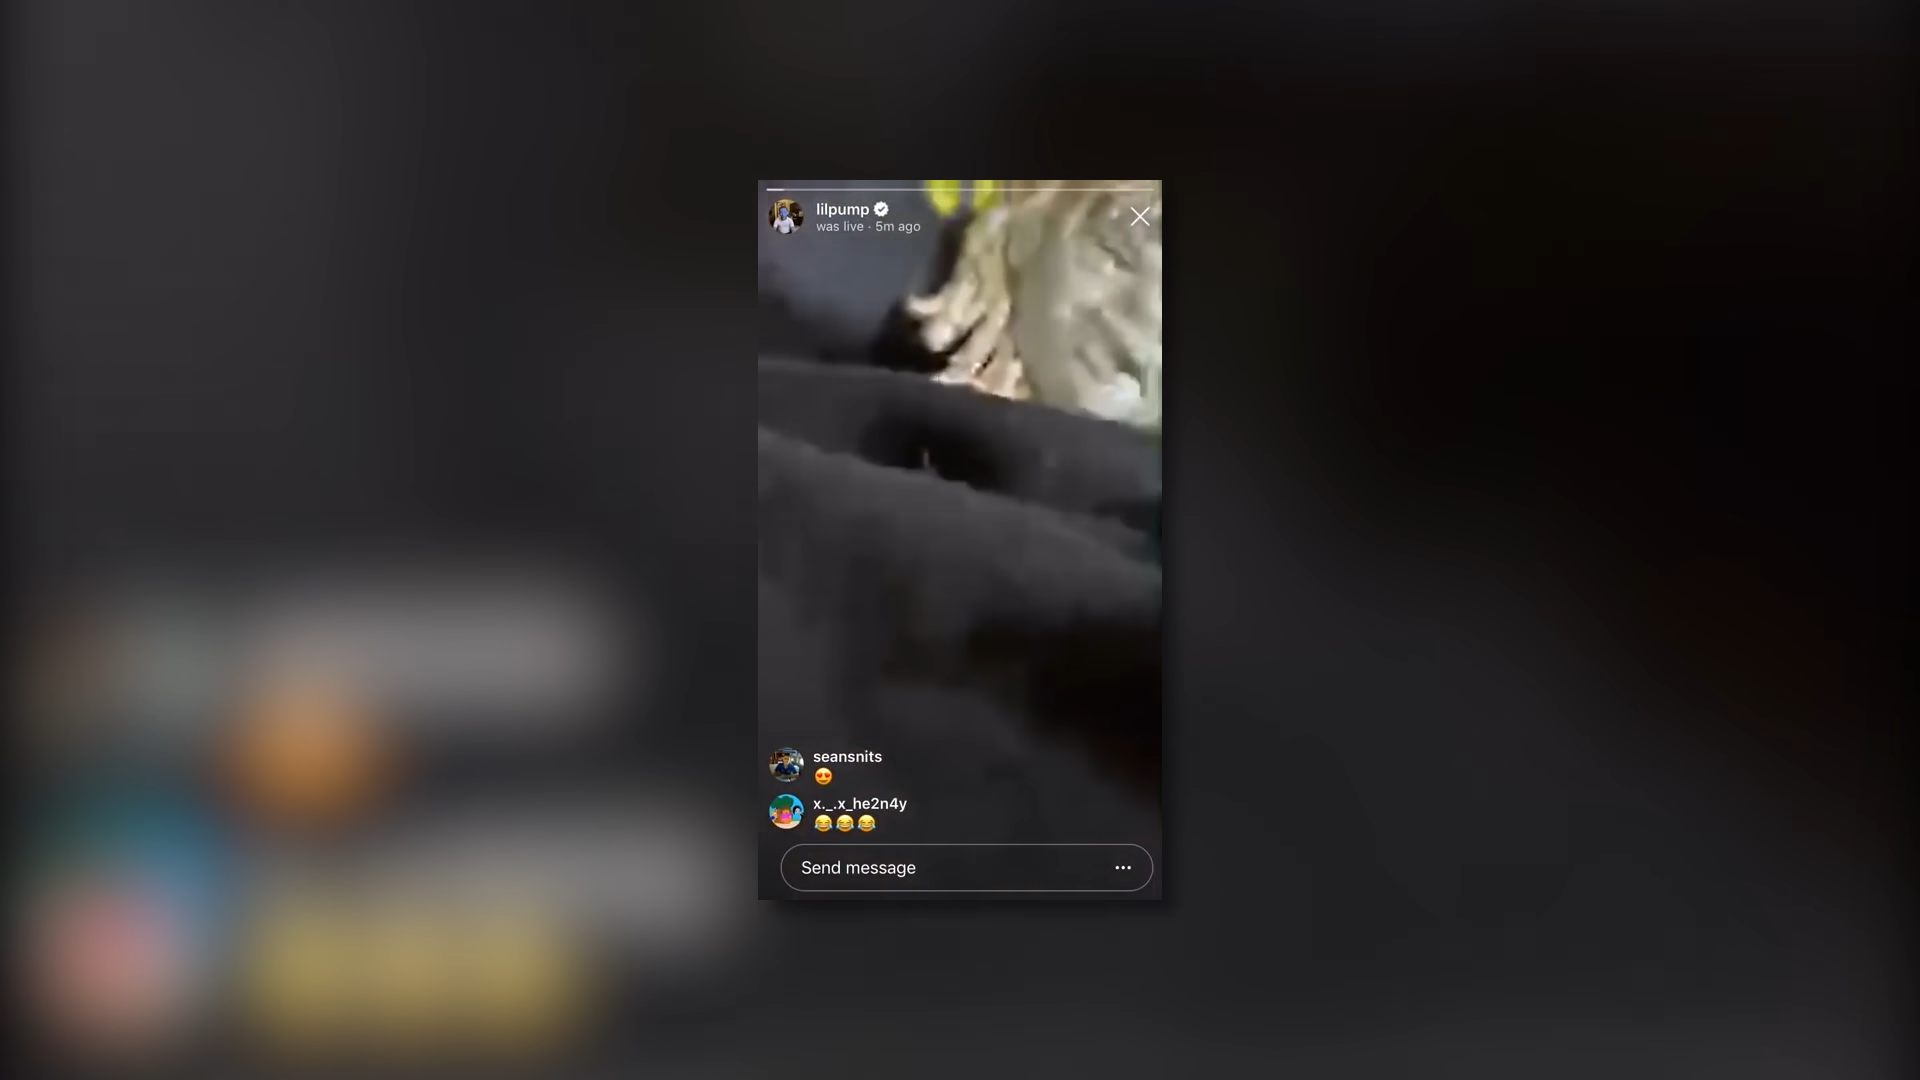 lilpump
was live · 5m ago
seansnits
😍
x._.x_he2n4y
😂😂😂
Send message